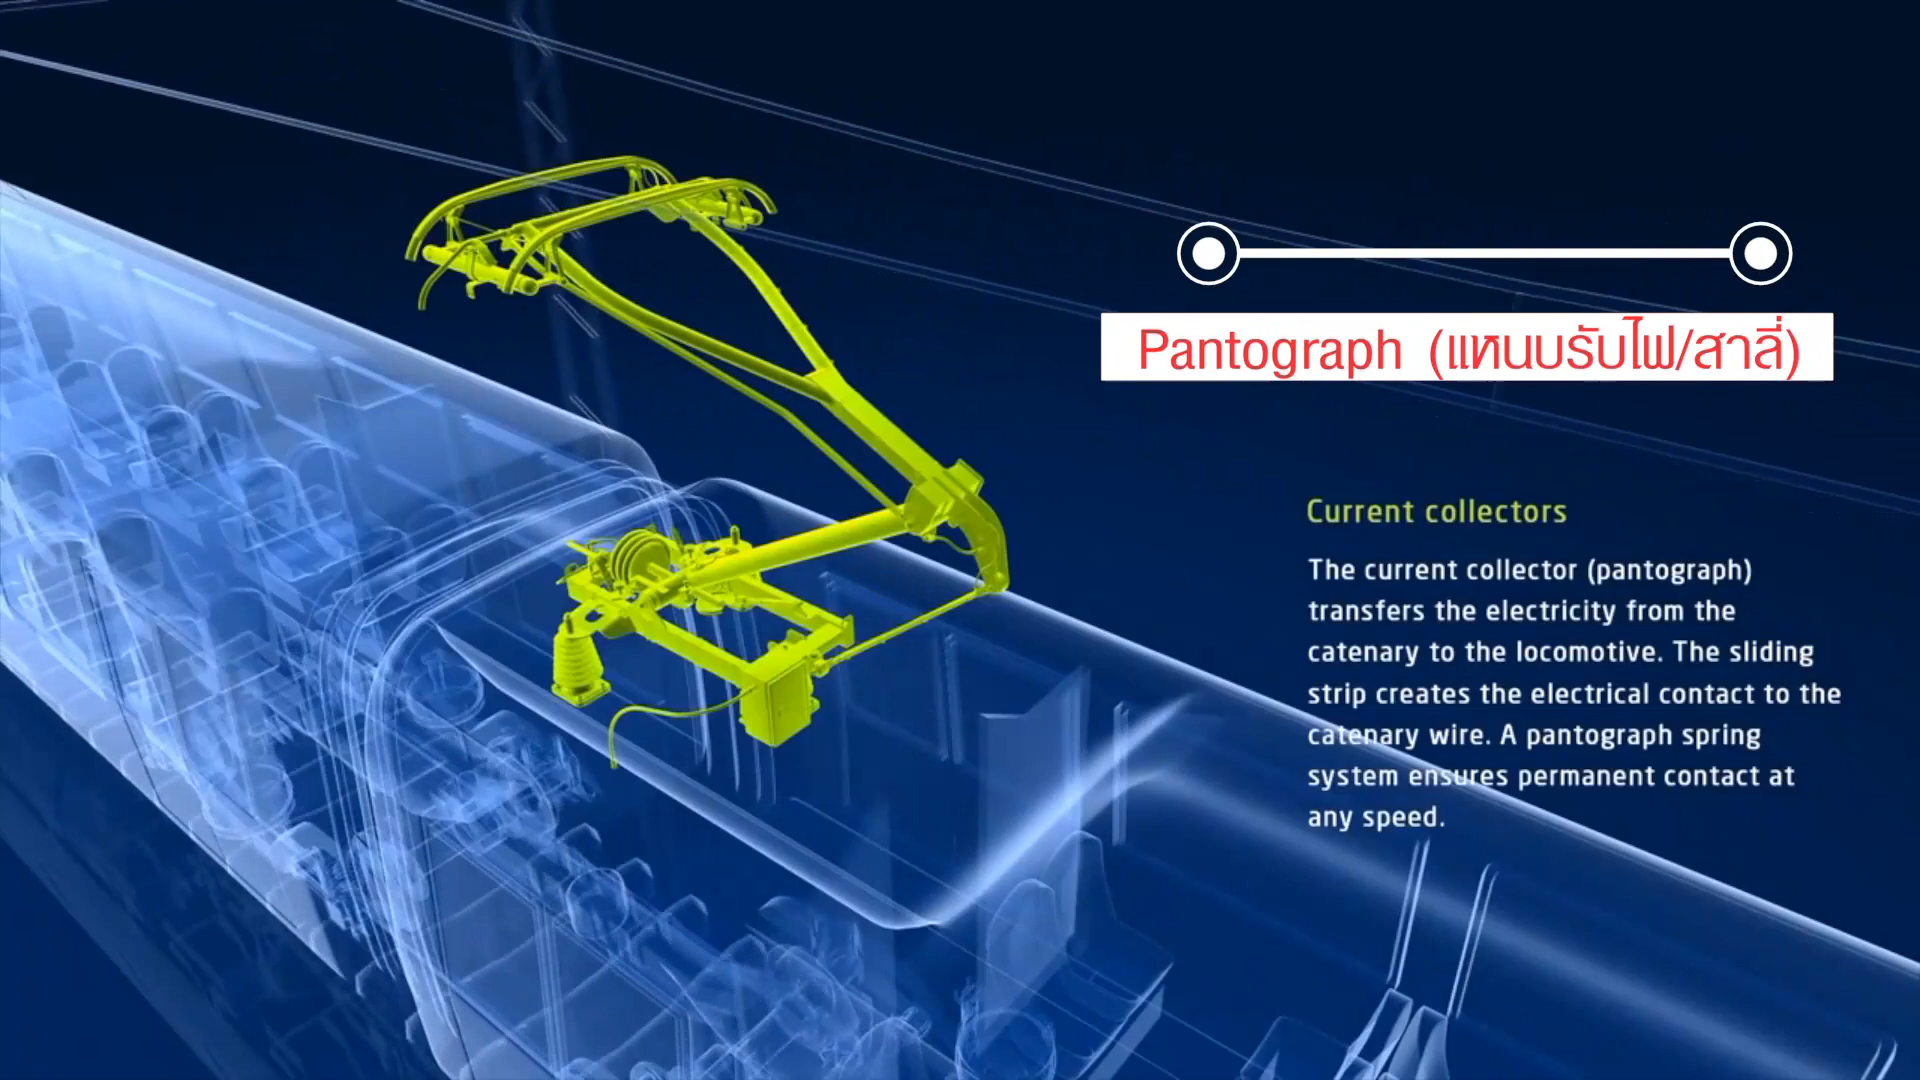 Pantograph (แหนบรับไฟ/สาลี่)
Current collectors
The current collector (pantograph)
transfers the electricity from the
catenary to the locomotive. The sliding
strip creates the electrical contact to the
catenary wire. A pantograph spring
system ensures permanent contact at
any speed.